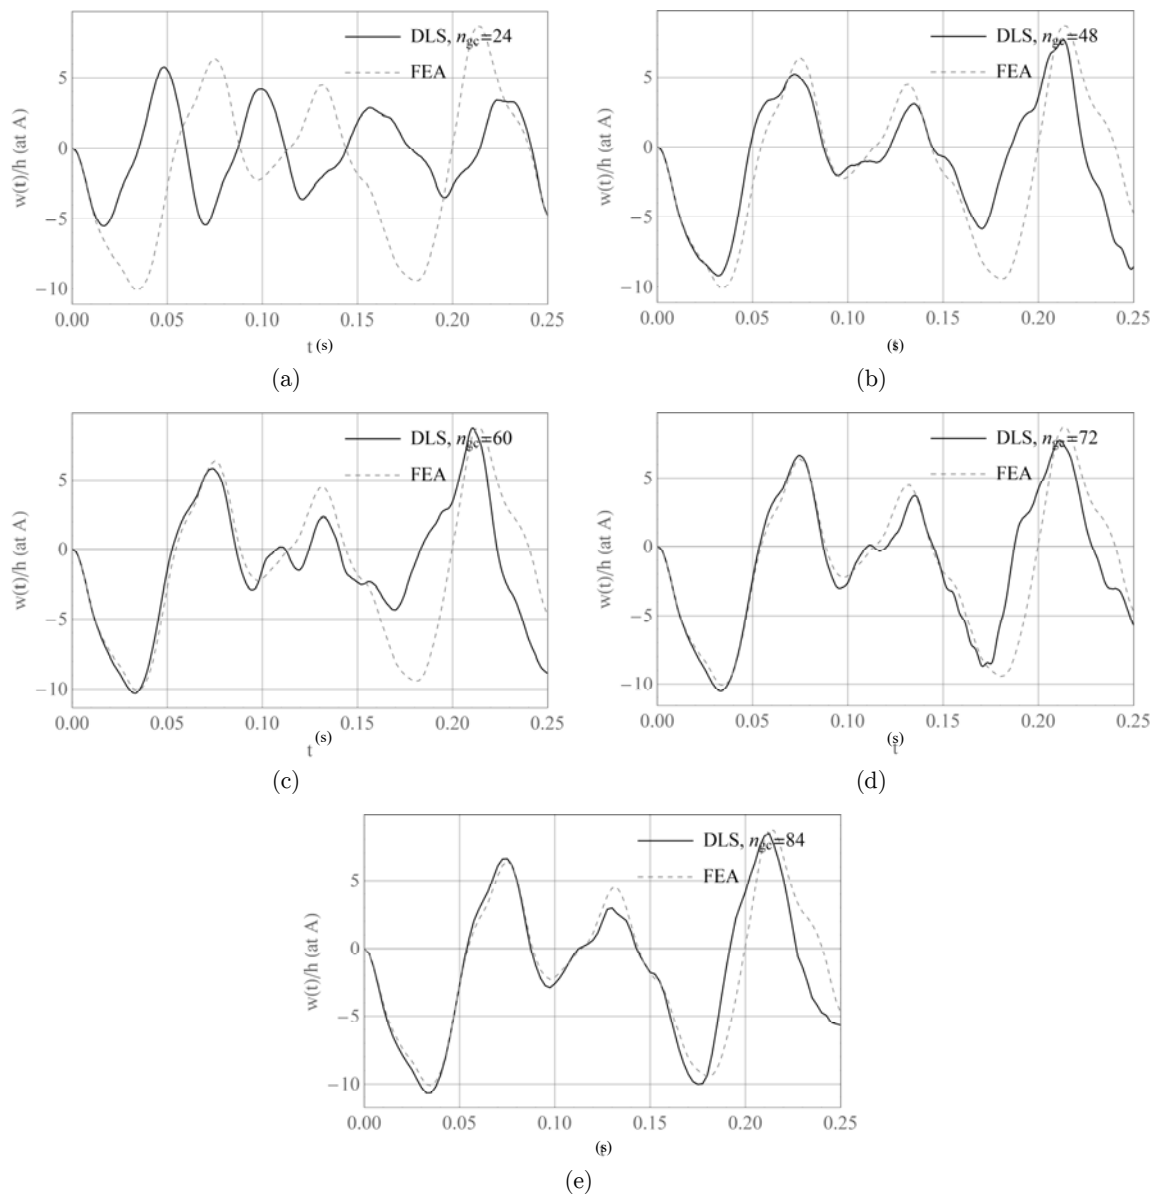 DLS, ngc=24
FEA
w(t)/h (at A)
5
0
−5
−10
0.00 0.05 0.10 0.15 0.20 0.25
t (s)
(a)
DLS, ngc=48
FEA
w(t)/h (at A)
5
0
−5
−10
0.00 0.05 0.10 0.15 0.20 0.25
(s)
(b)
DLS, ngc=60
FEA
w(t)/h (at A)
5
0
−5
−10
0.00 0.05 0.10 0.15 0.20 0.25
t (s)
(c)
DLS, ngc=72
FEA
w(t)/h (at A)
5
0
−5
−10
0.00 0.05 0.10 0.15 0.20 0.25
t (s)
(d)
DLS, ngc=84
FEA
w(t)/h (at A)
5
0
−5
−10
0.00 0.05 0.10 0.15 0.20 0.25
(s)
(e)